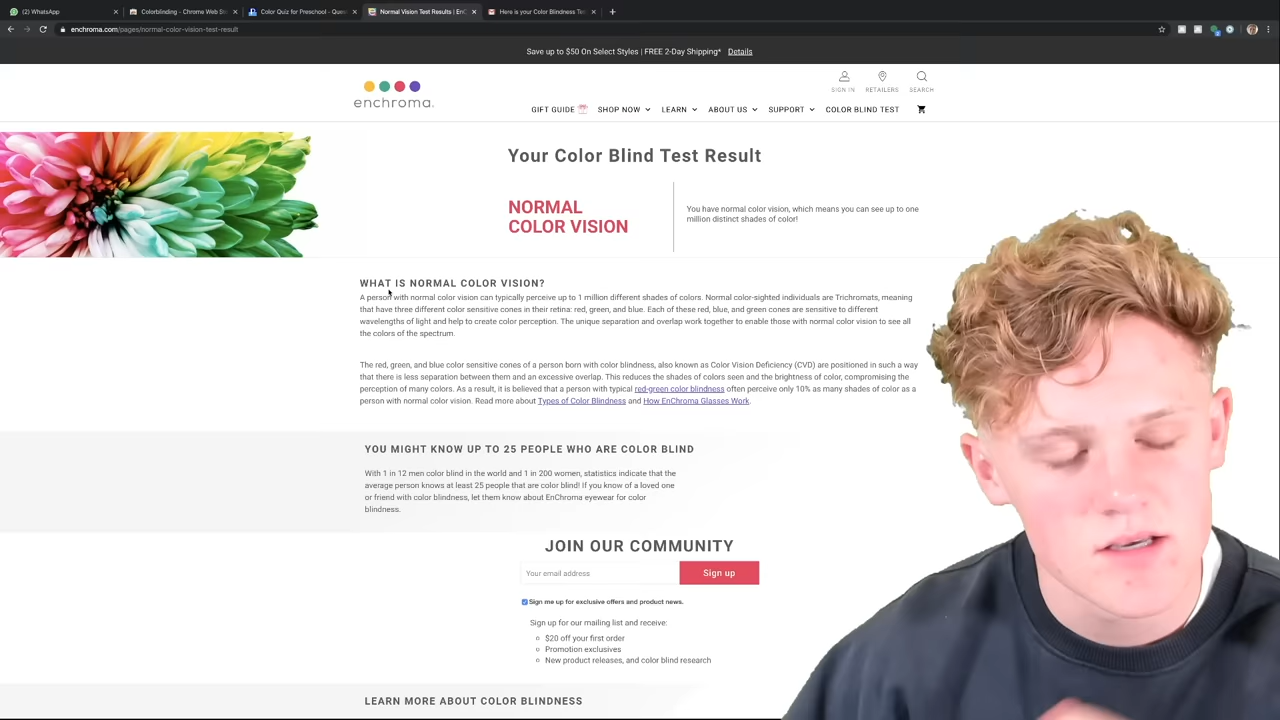 (2) WhatsApp
Colorblinding - Chrome Web St
Color Quiz for Preschool - Ques
Normal Vision Test Results | EnC
Here is your Color Blindness Tes
enchroma.com/pages/normal-color-vision-test-result
Save up to $50 On Select Styles | FREE 2-Day Shipping* Details
enchroma.
SIGN IN RETAILERS SEARCH
GIFT GUIDE SHOP NOW LEARN ABOUT US SUPPORT COLOR BLIND TEST
Your Color Blind Test Result
NORMAL
COLOR VISION
You have normal color vision, which means you can see up to one
million distinct shades of color!
WHAT IS NORMAL COLOR VISION?
A person with normal color vision can typically perceive up to 1 million different shades of colors. Normal color-sighted individuals are Trichromats, meaning
that have three different color sensitive cones in their retina: red, green, and blue. Each of these red, blue, and green cones are sensitive to different
wavelengths of light and help to create color perception. The unique separation and overlap work together to enable those with normal color vision to see all
the colors of the spectrum.
The red, green, and blue color sensitive cones of a person born with color blindness, also known as Color Vision Deficiency (CVD) are positioned in such a way
that there is less separation between them and an excessive overlap. This reduces the shades of colors seen and the brightness of color, compromising the
perception of many colors. As a result, it is believed that a person with typical red-green color blindness often perceive only 10% as many shades of color as a
person with normal color vision. Read more about Types of Color Blindness and How EnChroma Glasses Work.
YOU MIGHT KNOW UP TO 25 PEOPLE WHO ARE COLOR BLIND
With 1 in 12 men color blind in the world and 1 in 200 women, statistics indicate that the
average person knows at least 25 people that are color blind! If you know of a loved one
or friend with color blindness, let them know about EnChroma eyewear for color
blindness.
JOIN OUR COMMUNITY
Your email address Sign up
Sign me up for exclusive offers and product news.
Sign up for our mailing list and receive:
$20 off your first order
Promotion exclusives
New product releases, and color blind research
LEARN MORE ABOUT COLOR BLINDNESS